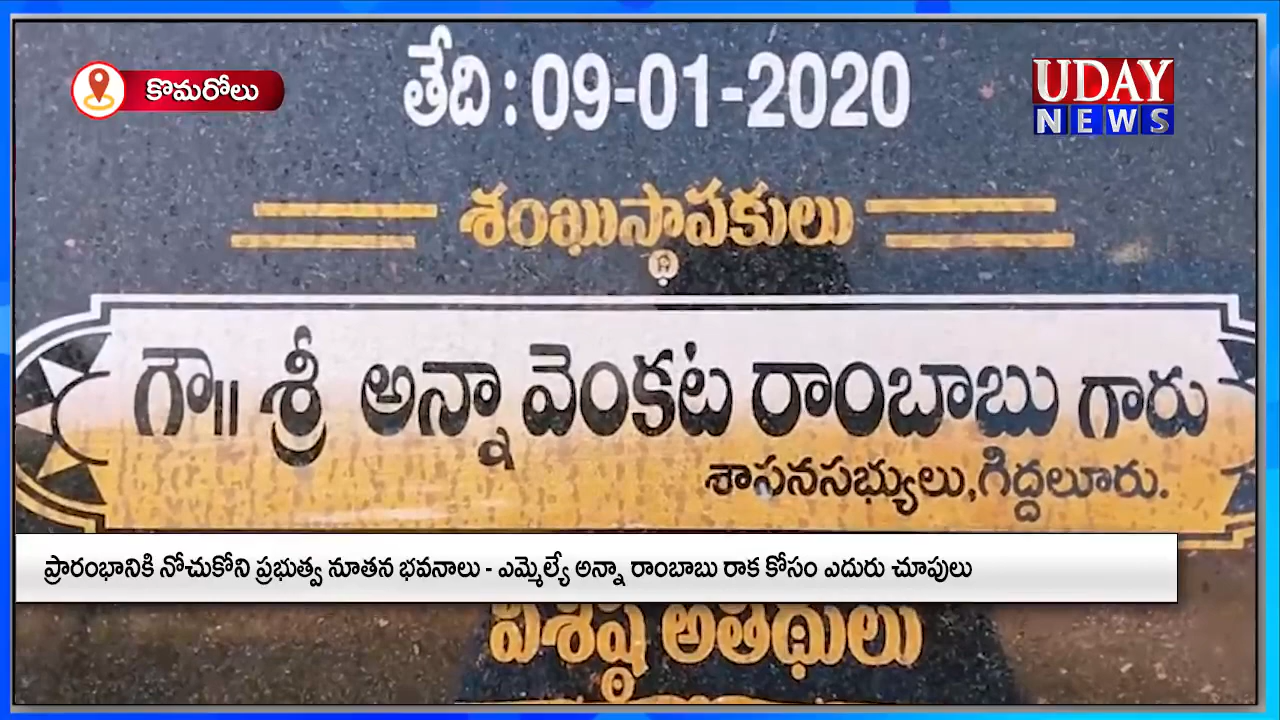 తేది : 09-01-2020
కొమరోలు
UDAY
NEWS
శంఖుస్థాపకులు
గౌ|| శ్రీ అన్నా వెంకట రాంబాబు గారు
శాసనసభ్యులు, గిద్దలూరు.
ప్రారంభానికి నోచుకోని ప్రభుత్వ నూతన భవనాలు - ఎమ్మెల్యే అన్నా రాంబాబు రాక కోసం ఎదురు చూపులు
విశిష్ఠ అతిథులు